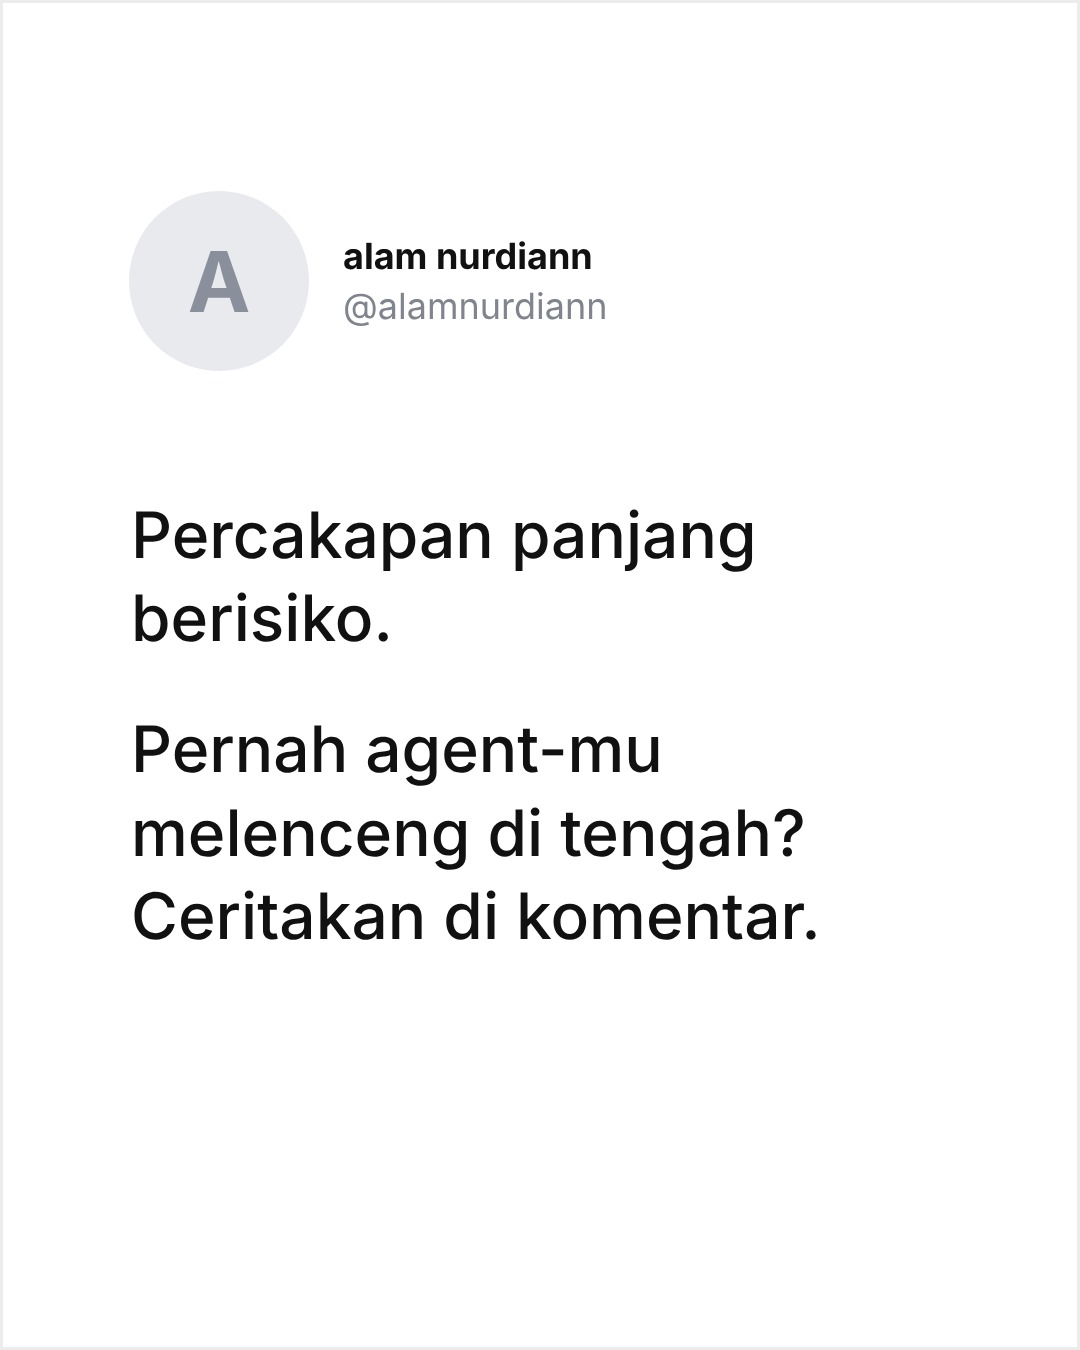 A
alam nurdiann
@alamnurdiann
Percakapan panjang
berisiko.
Pernah agent-mu
melenceng di tengah?
Ceritakan di komentar.